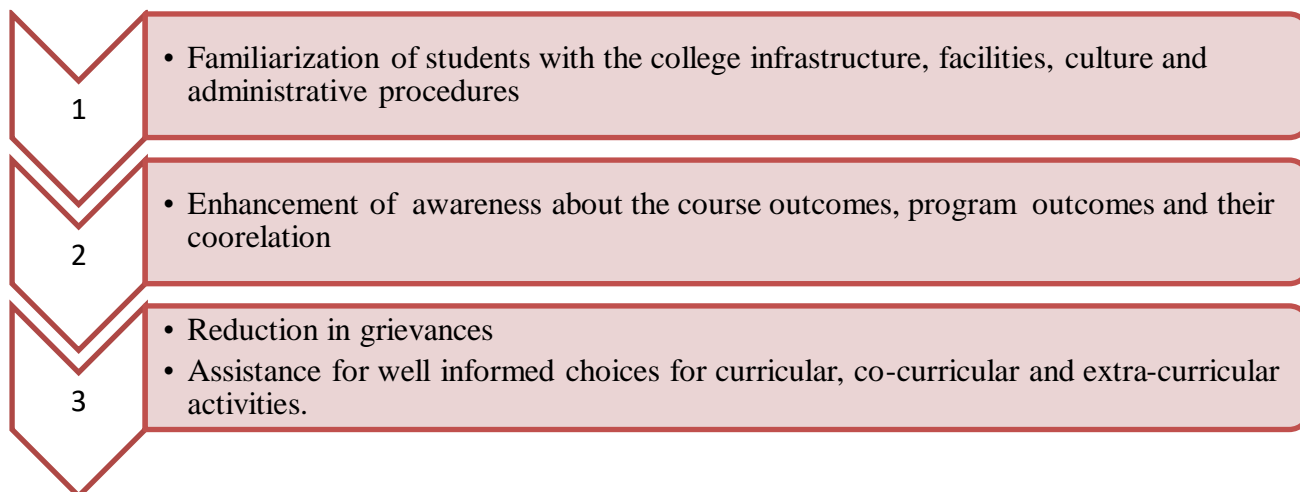 1
• Familiarization of students with the college infrastructure, facilities, culture and
administrative procedures
2
• Enhancement of awareness about the course outcomes, program outcomes and their
coorelation
3
• Reduction in grievances
• Assistance for well informed choices for curricular, co-curricular and extra-curricular
activities.